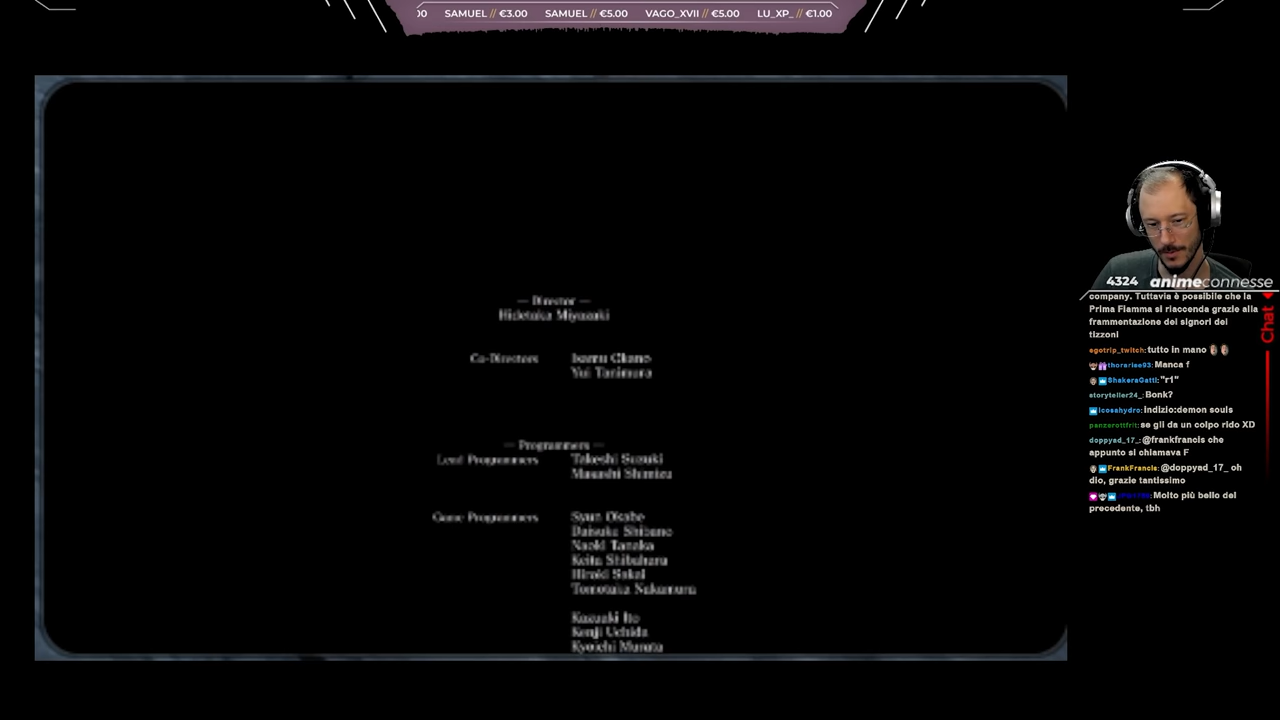 00 SAMUEL // €3.00 SAMUEL // €5.00 VAGO_XVII // €5.00 LU_XP_ // €1.00
— Director —
Hidetaka Miyazaki
Co-Directors Isamu Okano
Yui Tanimura
— Programmers —
Lead Programmers Takeshi Suzuki
Masashi Shimizu
Game Programmers Syun Okabe
Daisuke Shibano
Naoki Tanaka
Keita Shibahara
Hiroki Sakai
Tomotaka Nakamura
Kazuaki Ito
Kenji Uchida
Kyoichi Murata
4324 animeconnesse
Chat
company. Tuttavia è possibile che la
Prima Fiamma si riaccenda grazie alla
frammentazione dei signori dei
tizzoni
egotrip_twitch: tutto in mano
thorarlee93: Manca f
ShakeraGatti: "r1"
storyteller24_: Bonk?
icosahydro: Indizio:demon souls
panzerottfrit: se gli da un colpo rido XD
doppyad_17_: @frankfrancis che
appunto si chiamava F
FrankFrancis: @doppyad_17_ oh
dio, grazie tantissimo
Molto più bello del
precedente, tbh